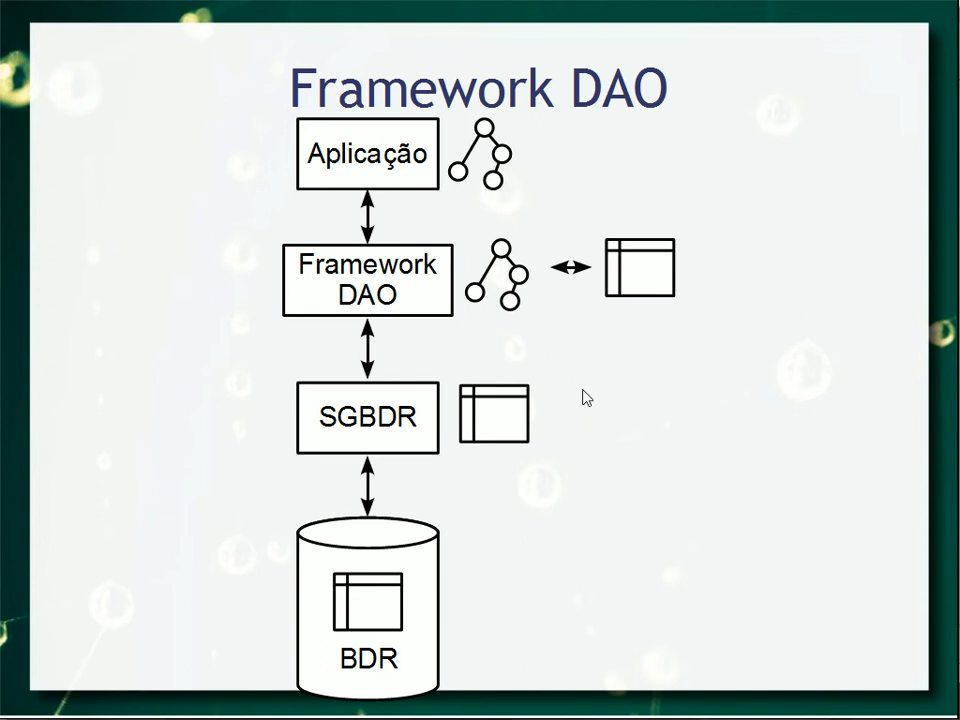 Framework DAO
Aplicação
Framework
DAO
SGBDR
BDR